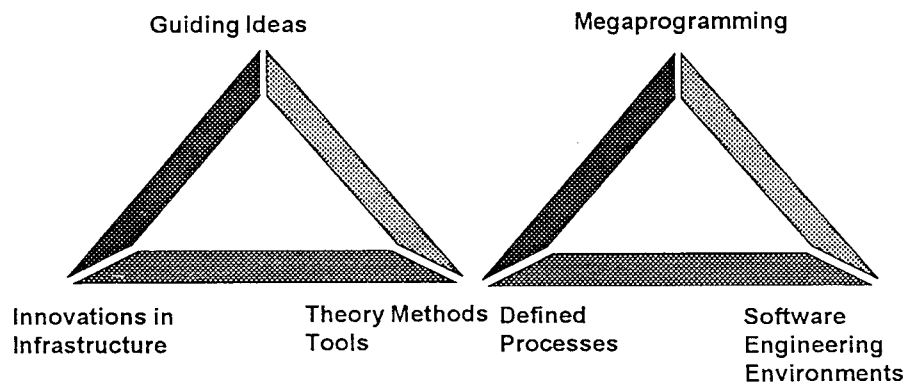 Guiding Ideas
Megaprogramming
Innovations in
Infrastructure
Theory Methods
Tools
Defined
Processes
Software
Engineering
Environments